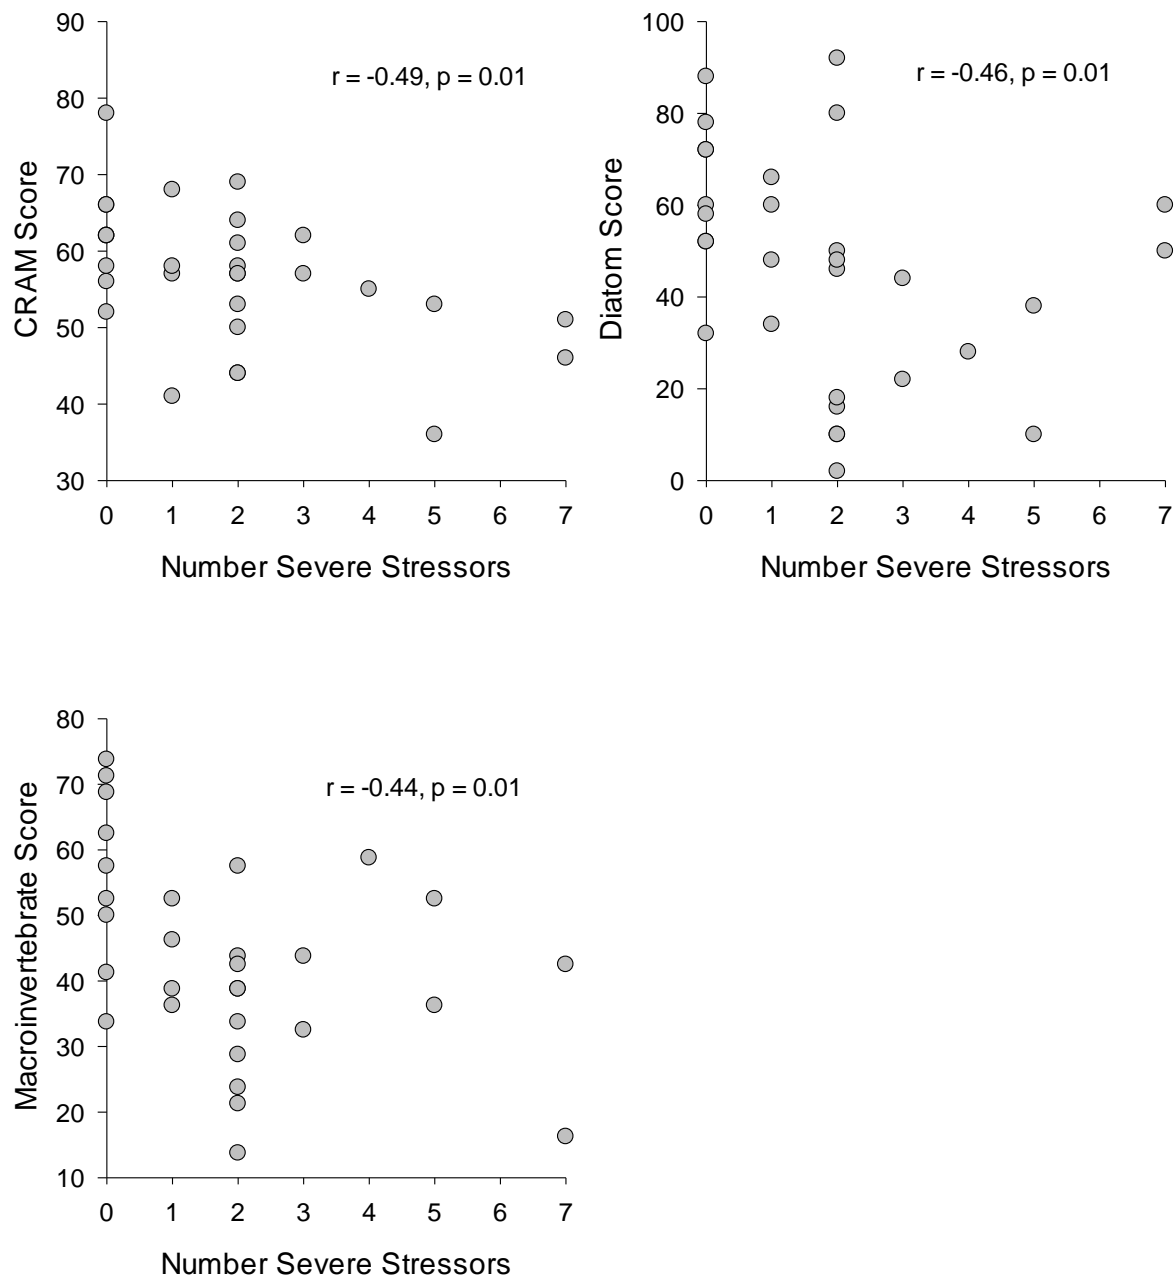 90
80
70
60
50
40
30
CRAM Score
r = -0.49, p = 0.01
0 1 2 3 4 5 6 7
Number Severe Stressors
100
80
60
40
20
0
Diatom Score
r = -0.46, p = 0.01
0 1 2 3 4 5 6 7
Number Severe Stressors
80
70
60
50
40
30
20
10
Macroinvertebrate Score
r = -0.44, p = 0.01
0 1 2 3 4 5 6 7
Number Severe Stressors